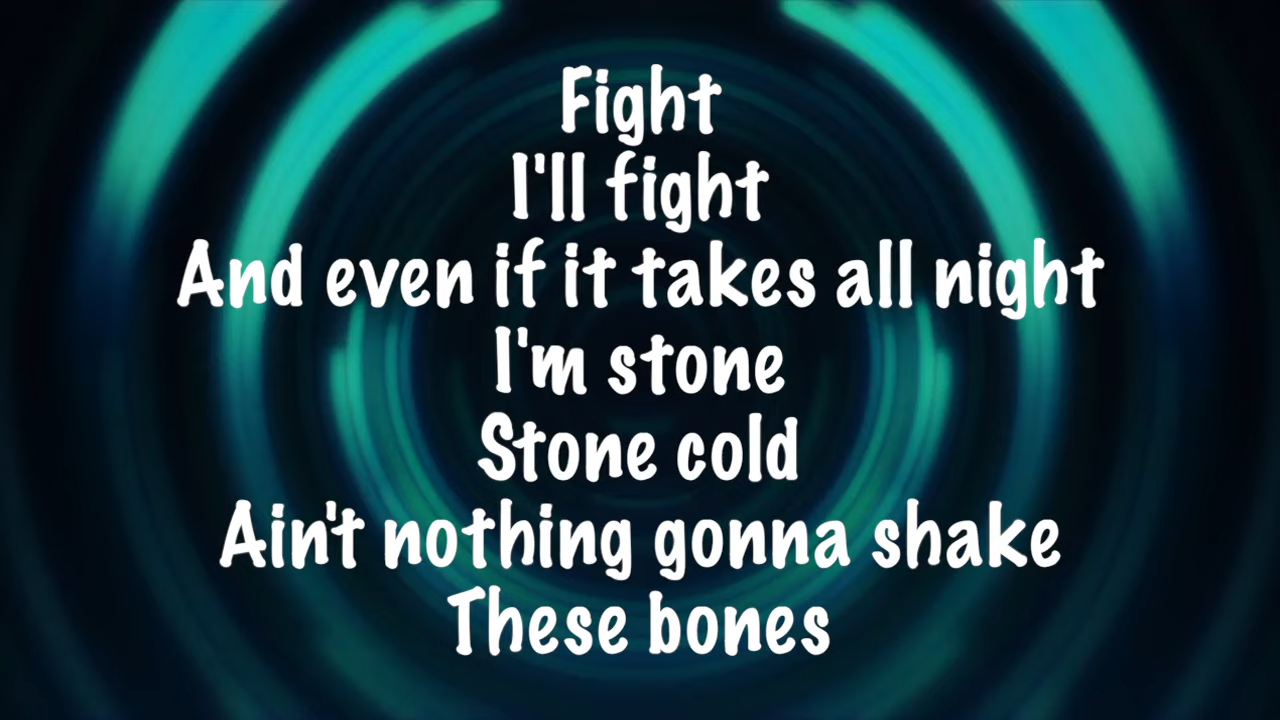 Fight
I'll fight
And even if it takes all night
I'm stone
Stone cold
Ain't nothing gonna shake
These bones